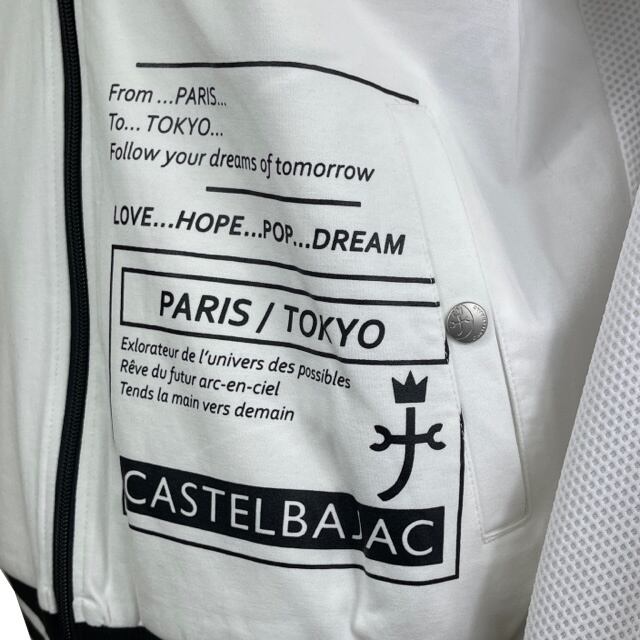 From ...PARIS...
To... TOKYO...
Follow your dreams of tomorrow
LOVE...HOPE...POP...DREAM
PARIS / TOKYO
Exlorateur de l'univers des possibles
Rêve du futur arc-en-ciel
Tends la main vers demain
CASTELBAJAC